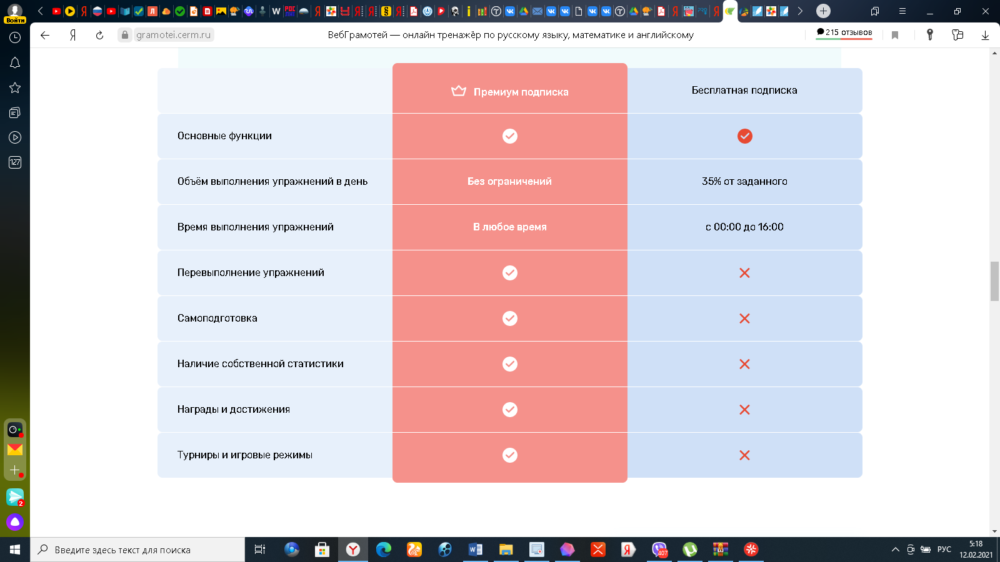 Войти
gramotei.cerm.ru
ВебГрамотей — онлайн тренажёр по русскому языку, математике и английскому
215 отзывов
127
Премиум подписка
Бесплатная подписка
Основные функции
Объём выполнения упражнений в день
Без ограничений
35% от заданного
Время выполнения упражнений
В любое время
с 00:00 до 16:00
Перевыполнение упражнений
Самоподготовка
Наличие собственной статистики
Награды и достижения
Турниры и игровые режимы
2
Введите здесь текст для поиска
407
РУС
5:18
12.02.2021